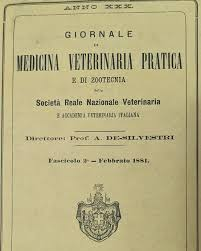 ANNO XXX.
GIORNALE
DI
MEDICINA VETERINARIA PRATICA
E DI ZOOTECNIA
della
Società Reale Nazionale Veterinaria
E ACCADEMIA VETERINARIA ITALIANA
Direttore: Prof. A. DE-SILVESTRI
Fascicolo 2º — Febbraio 1881.